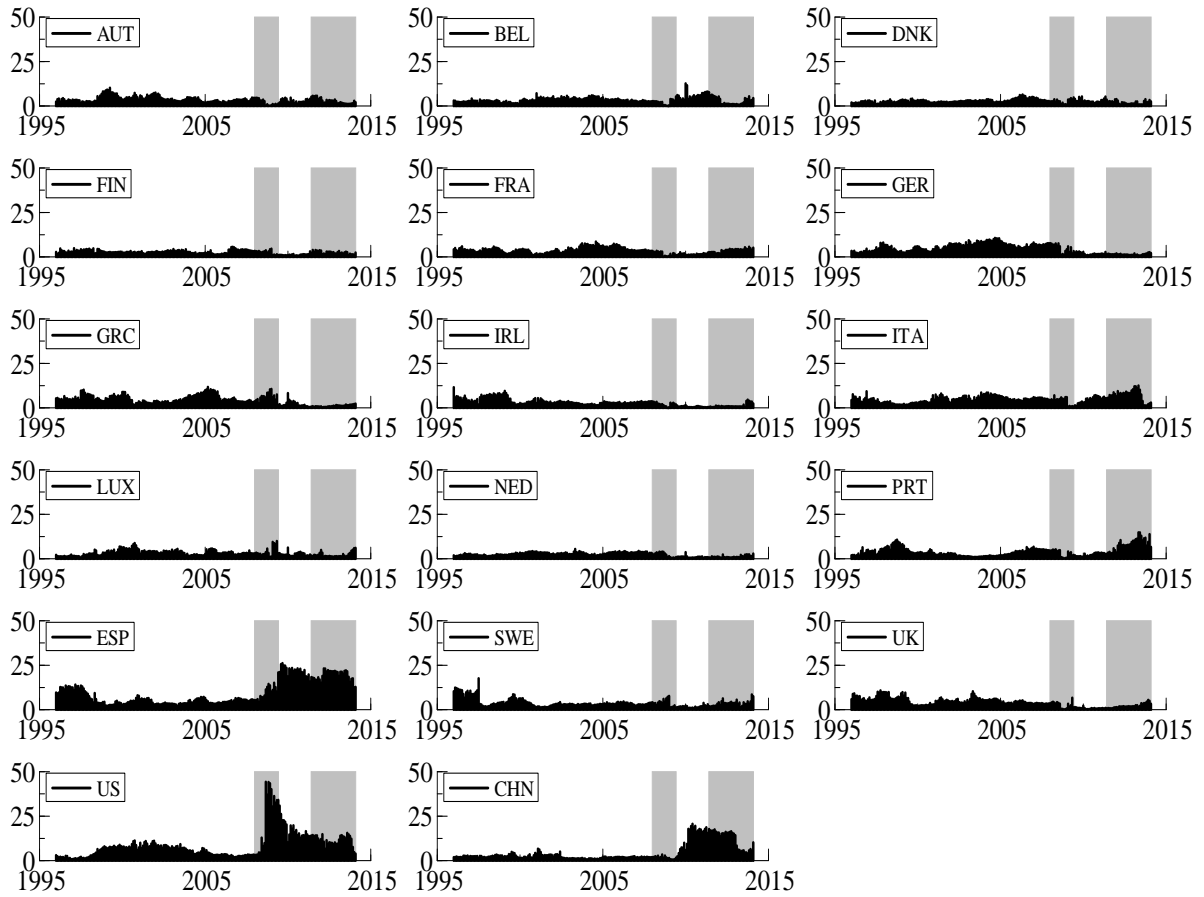 50 AUT 50 BEL 50 DNK
25 25 25
0 0 0
1995 2005 2015 1995 2005 2015 1995 2005 2015
50 FIN 50 FRA 50 GER
25 25 25
0 0 0
1995 2005 2015 1995 2005 2015 1995 2005 2015
50 GRC 50 IRL 50 ITA
25 25 25
0 0 0
1995 2005 2015 1995 2005 2015 1995 2005 2015
50 LUX 50 NED 50 PRT
25 25 25
0 0 0
1995 2005 2015 1995 2005 2015 1995 2005 2015
50 ESP 50 SWE 50 UK
25 25 25
0 0 0
1995 2005 2015 1995 2005 2015 1995 2005 2015
50 US 50 CHN
25 25
0 0
1995 2005 2015 1995 2005 2015